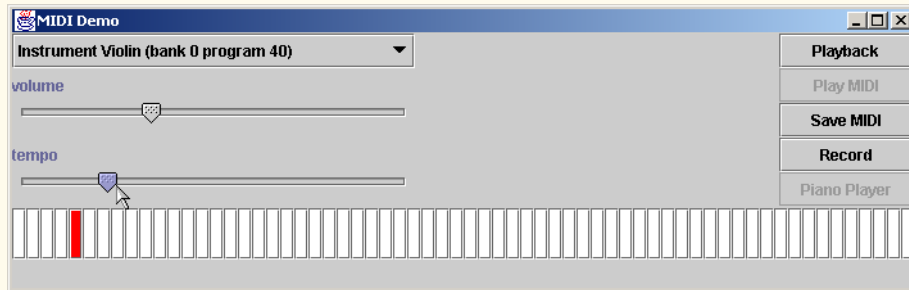 MIDI Demo
Instrument Violin (bank 0 program 40)
Playback
volume
Play MIDI
Save MIDI
tempo
Record
Piano Player